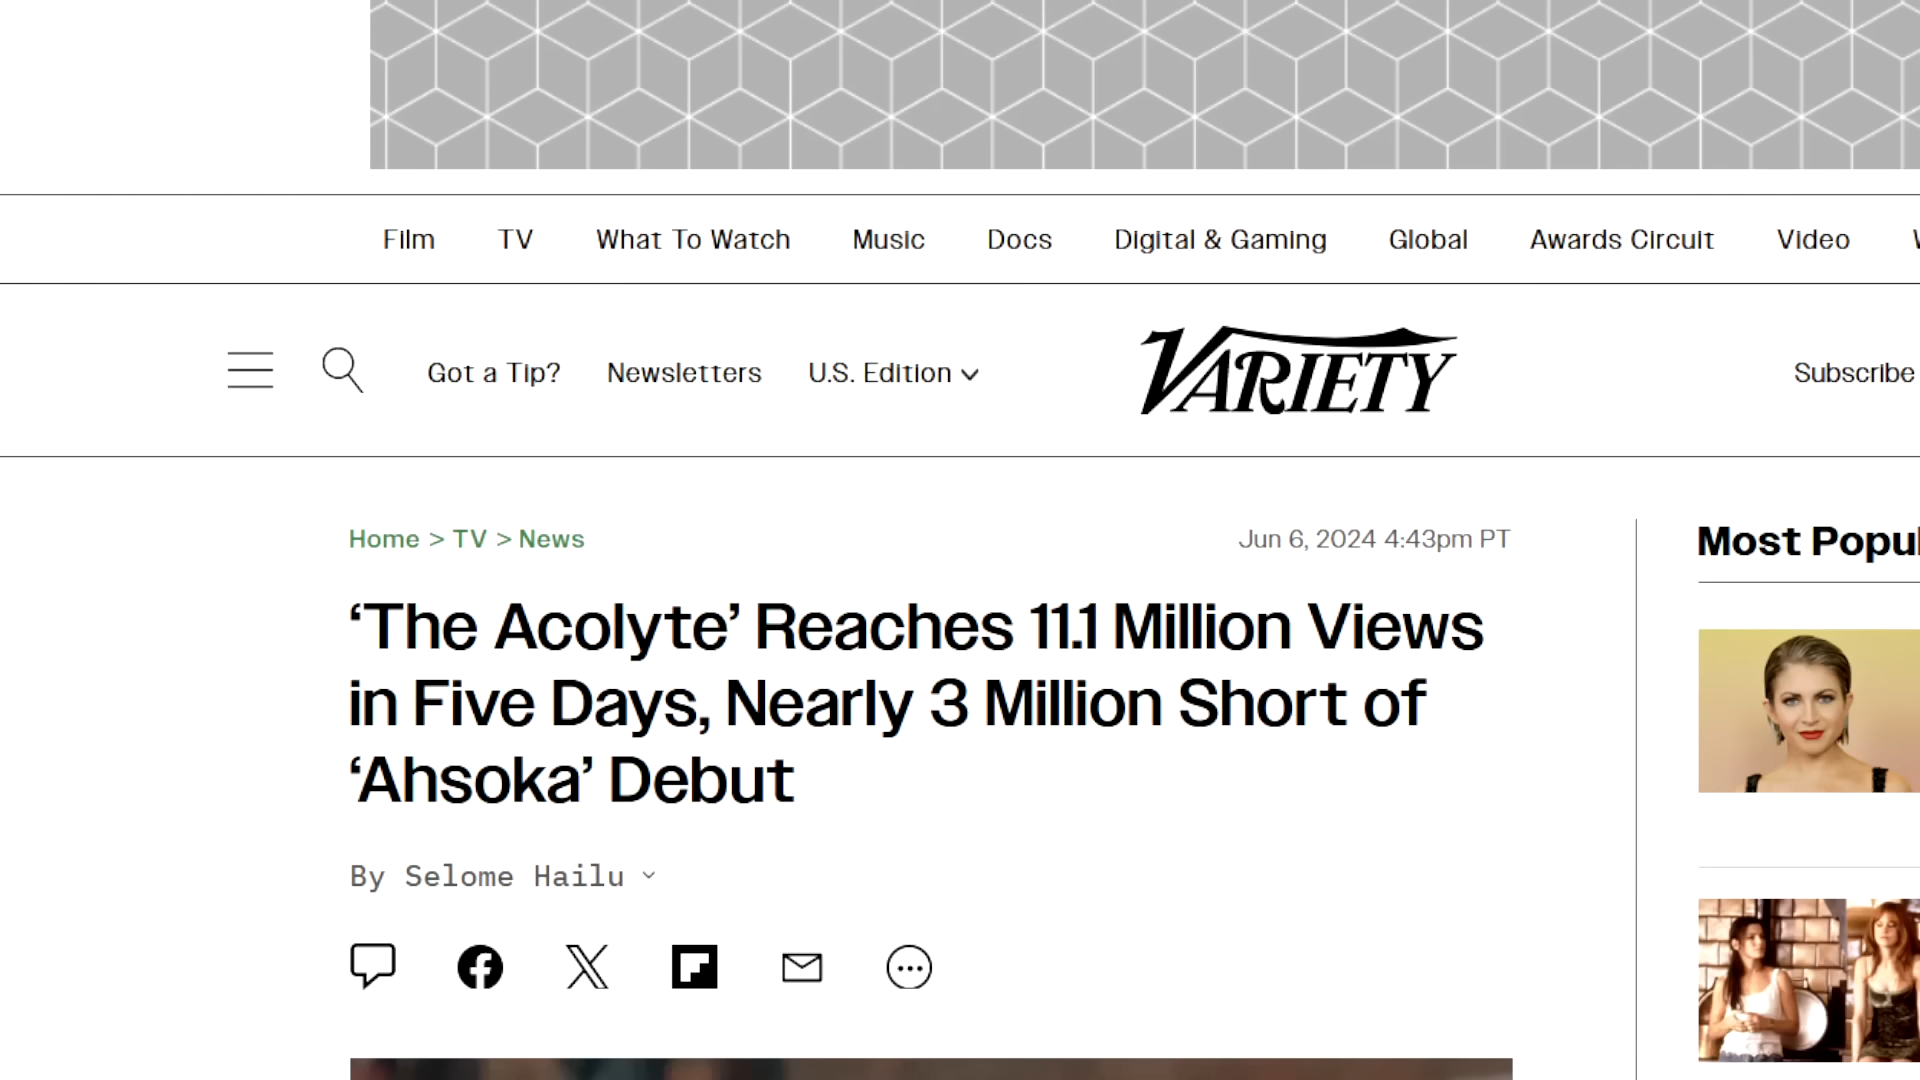 Film TV What To Watch Music Docs Digital & Gaming Global Awards Circuit Video
Got a Tip? Newsletters U.S. Edition VARIETY Subscribe
Home > TV > News Jun 6, 2024 4:43pm PT
‘The Acolyte’ Reaches 11.1 Million Views
in Five Days, Nearly 3 Million Short of
‘Ahsoka’ Debut
By Selome Hailu
Most